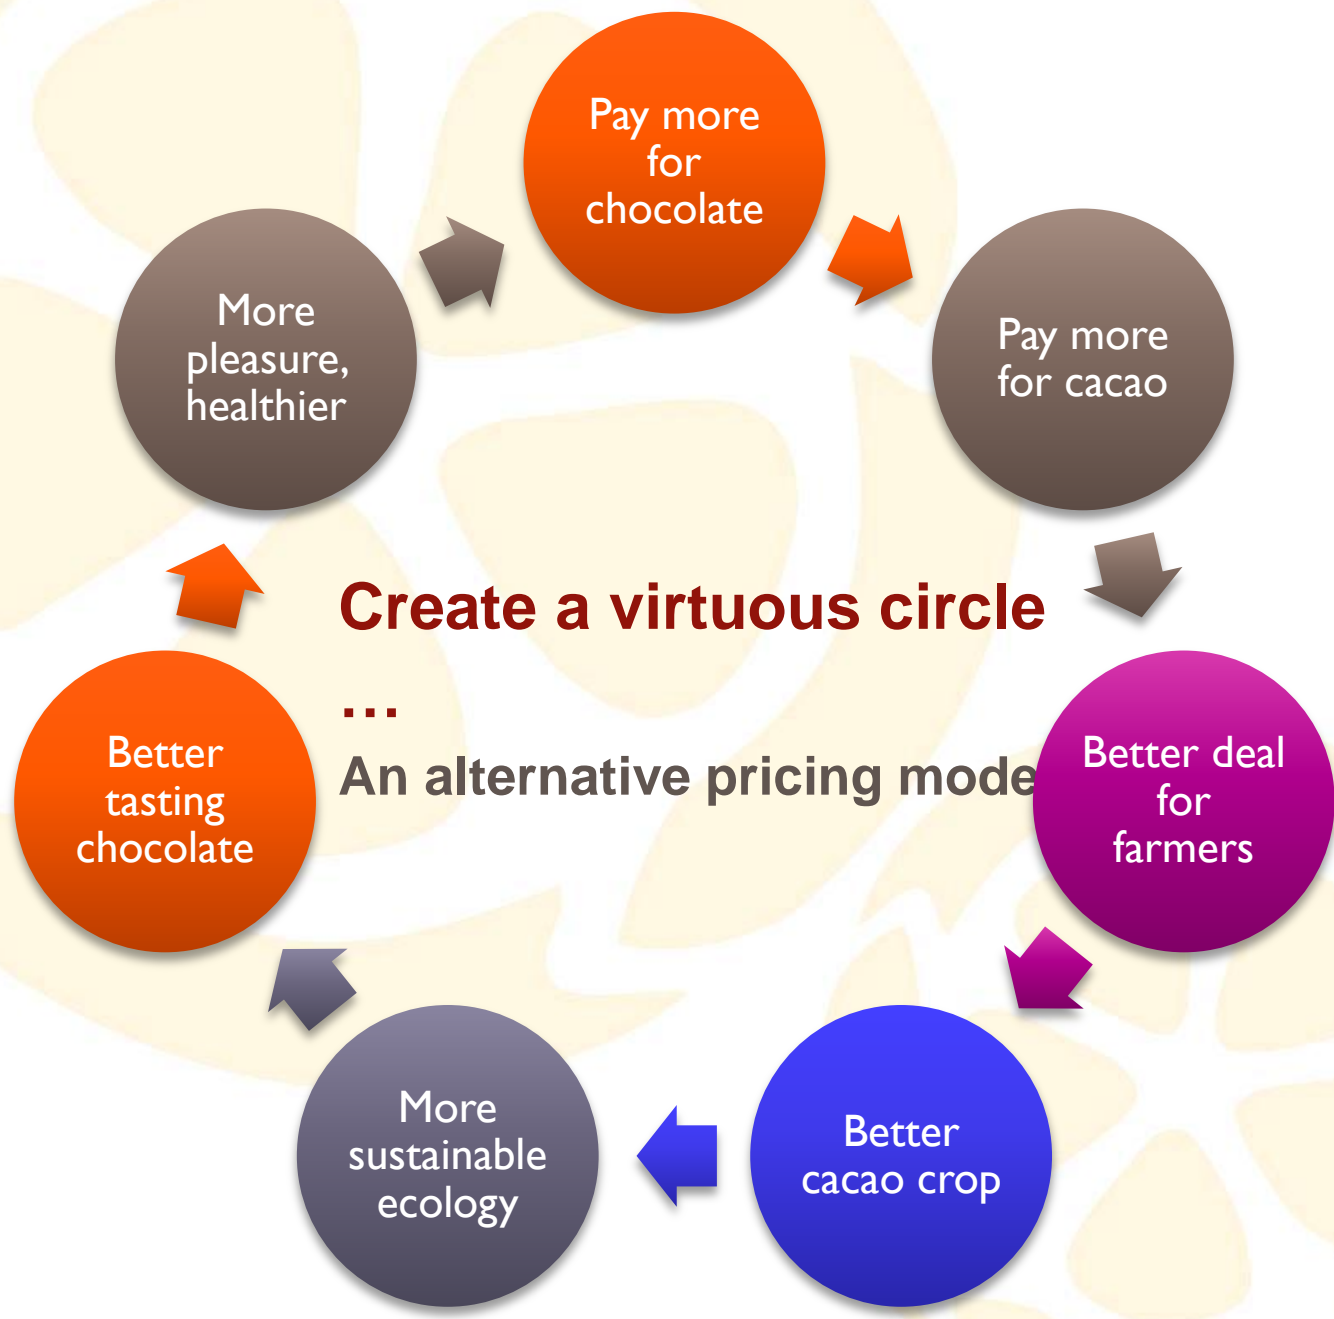 Pay more
for
chocolate
Pay more
for cacao
Better deal
for
farmers
Better
cacao crop
More
sustainable
ecology
Better
tasting
chocolate
More
pleasure,
healthier
Create a virtuous circle
…
An alternative pricing mode